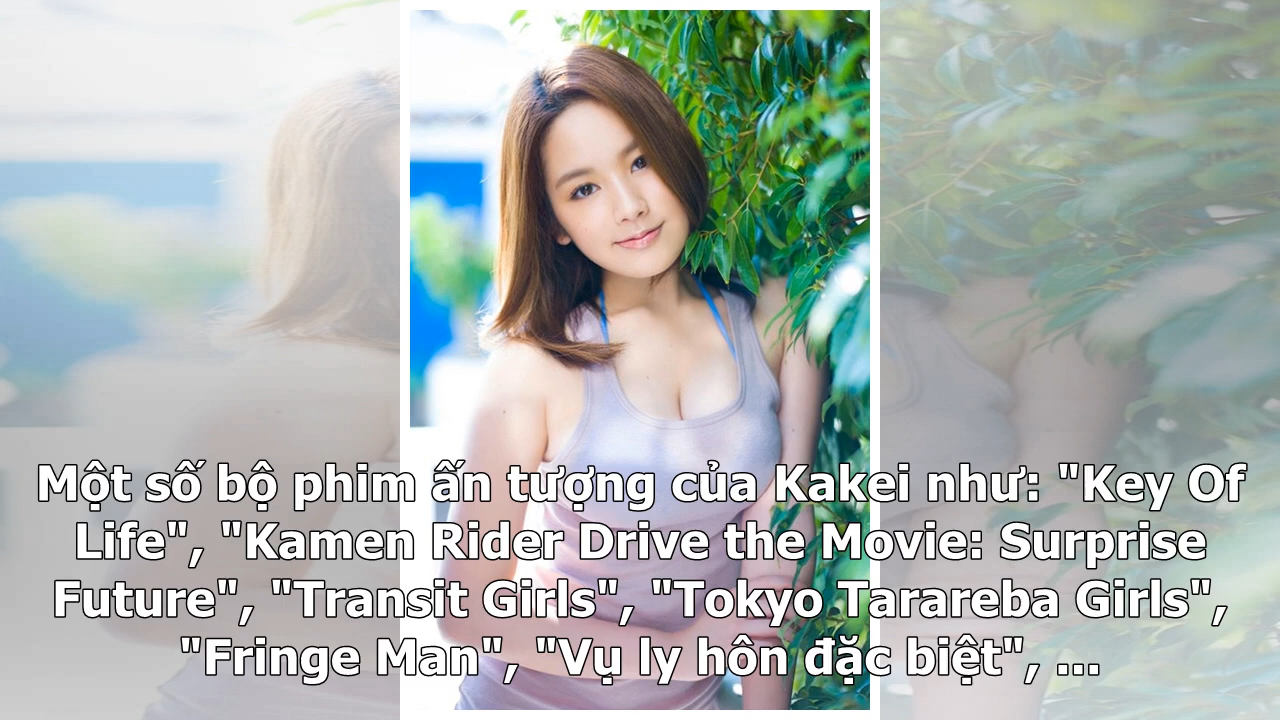 Một số bộ phim ấn tượng của Kakei như: "Key Of
Life", "Kamen Rider Drive the Movie: Surprise
Future", "Transit Girls", "Tokyo Tarareba Girls",
"Fringe Man", "Vụ ly hôn đặc biệt", ...